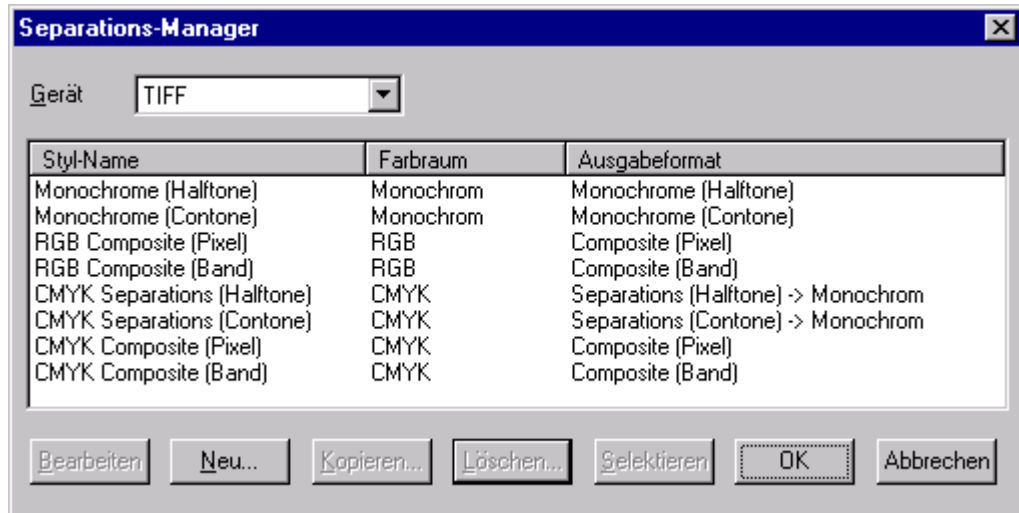 Separations-Manager
Gerät TIFF
Styl-Name Farbraum Ausgabeformat
Monochrome (Halftone) Monochrom Monochrome (Halftone)
Monochrome (Contone) Monochrom Monochrome (Contone)
RGB Composite (Pixel) RGB Composite (Pixel)
RGB Composite (Band) RGB Composite (Band)
CMYK Separations (Halftone) CMYK Separations (Halftone) -> Monochrom
CMYK Separations (Contone) CMYK Separations (Contone) -> Monochrom
CMYK Composite (Pixel) CMYK Composite (Pixel)
CMYK Composite (Band) CMYK Composite (Band)
Bearbeiten Neu... Kopieren... Löschen... Selektieren OK Abbrechen